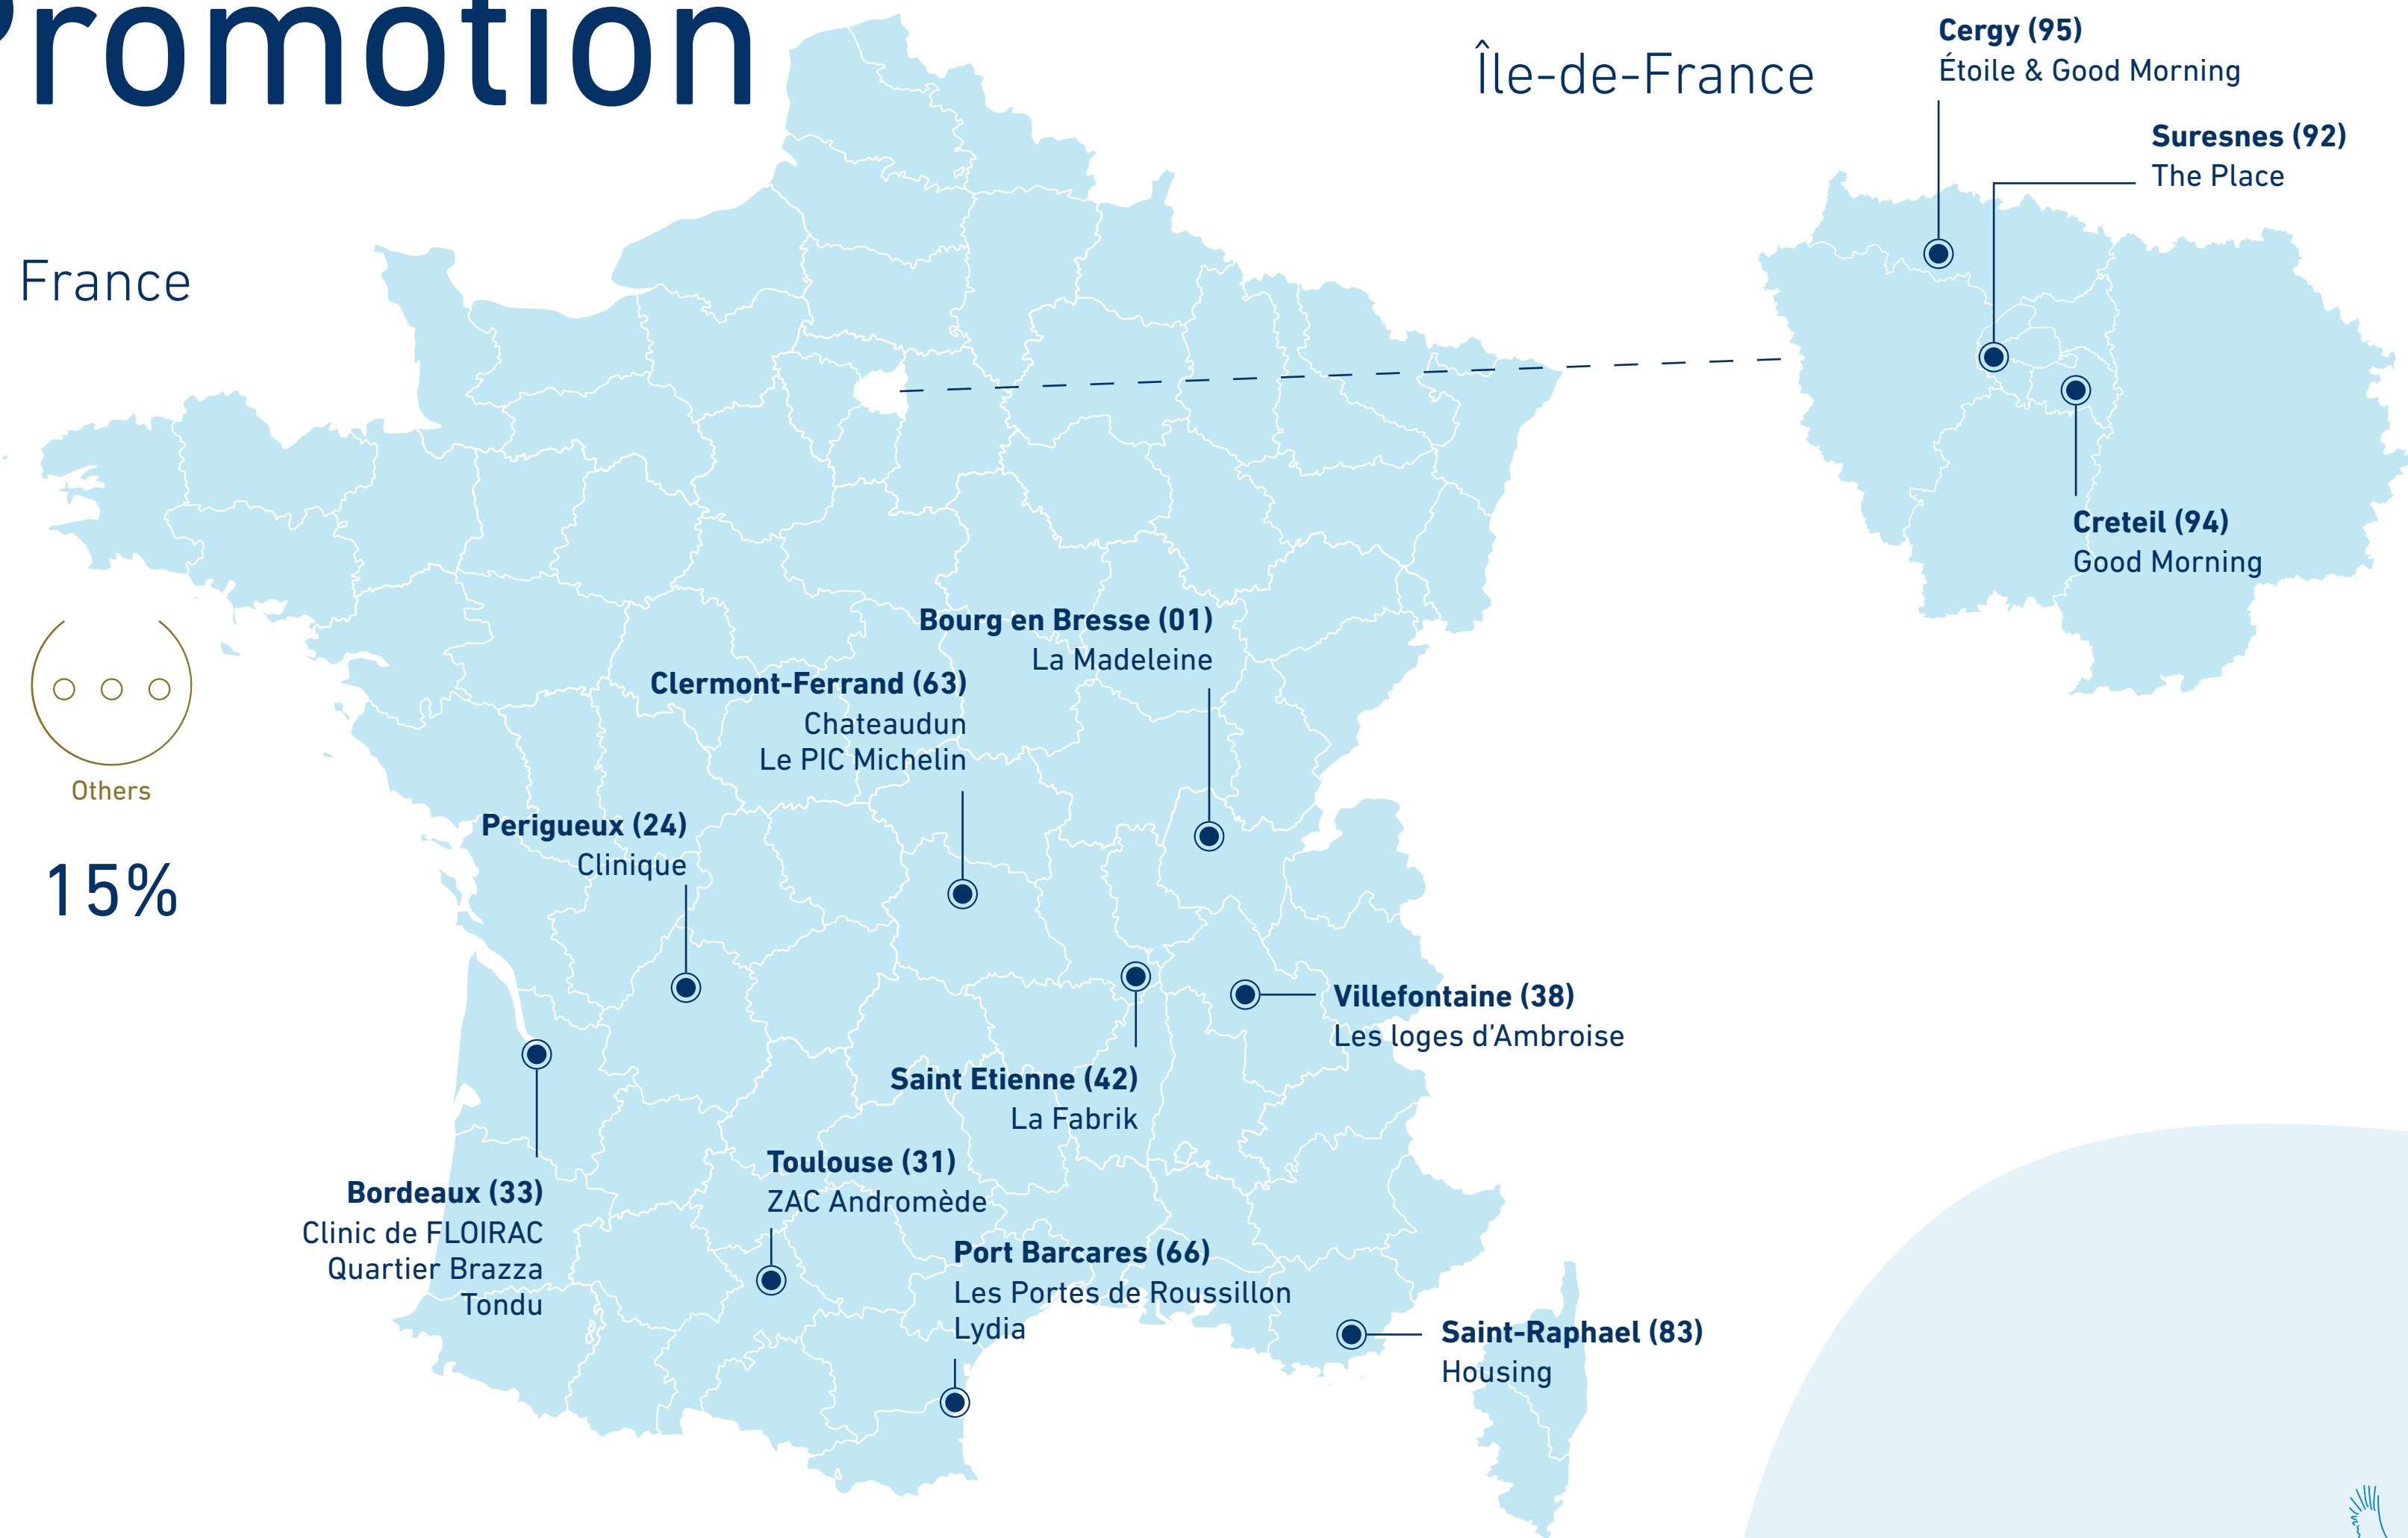 Promotion
Île-de-France
Cergy (95)
Étoile & Good Morning
Suresnes (92)
The Place
France
Creteil (94)
Good Morning
Bourg en Bresse (01)
La Madeleine
Clermont-Ferrand (63)
Chateaudun
Le PIC Michelin
Others
15%
Perigueux (24)
Clinique
Villefontaine (38)
Les loges d’Ambroise
Saint Etienne (42)
La Fabrik
Toulouse (31)
ZAC Andromède
Bordeaux (33)
Clinic de FLOIRAC
Quartier Brazza
Tondu
Port Barcares (66)
Les Portes de Roussillon
Lydia
Saint-Raphael (83)
Housing